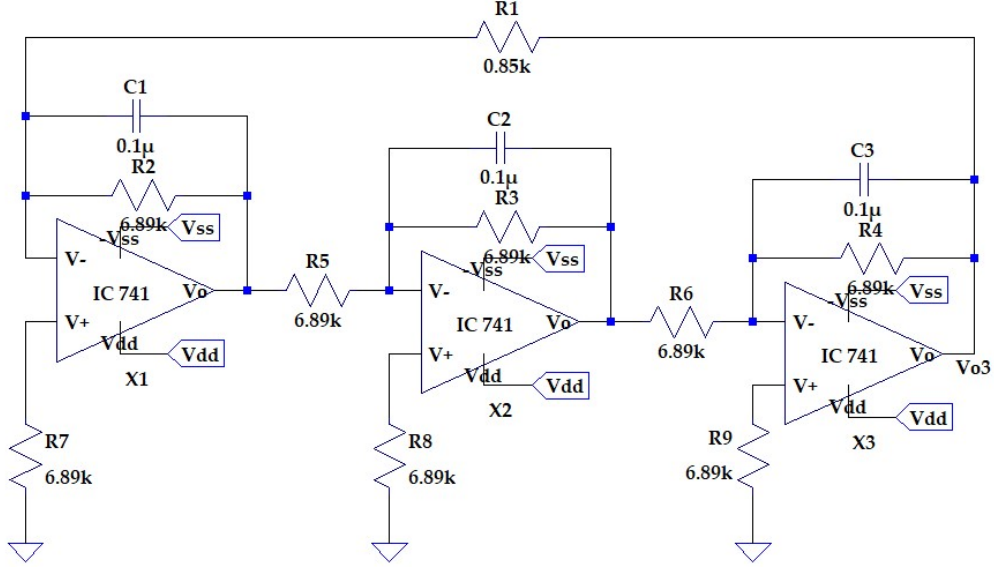 R1
0.85k
C1
0.1µ
R2
6.89k
Vss
-Vss
V-
IC 741
Vo
V+
Vdd
Vdd
X1
R7
6.89k
R5
6.89k
C2
0.1µ
R3
6.89k
Vss
-Vss
V-
IC 741
Vo
V+
Vdd
Vdd
X2
R8
6.89k
R6
6.89k
C3
0.1µ
R4
6.89k
Vss
-Vss
V-
IC 741
Vo
Vo3
V+
Vdd
Vdd
X3
R9
6.89k